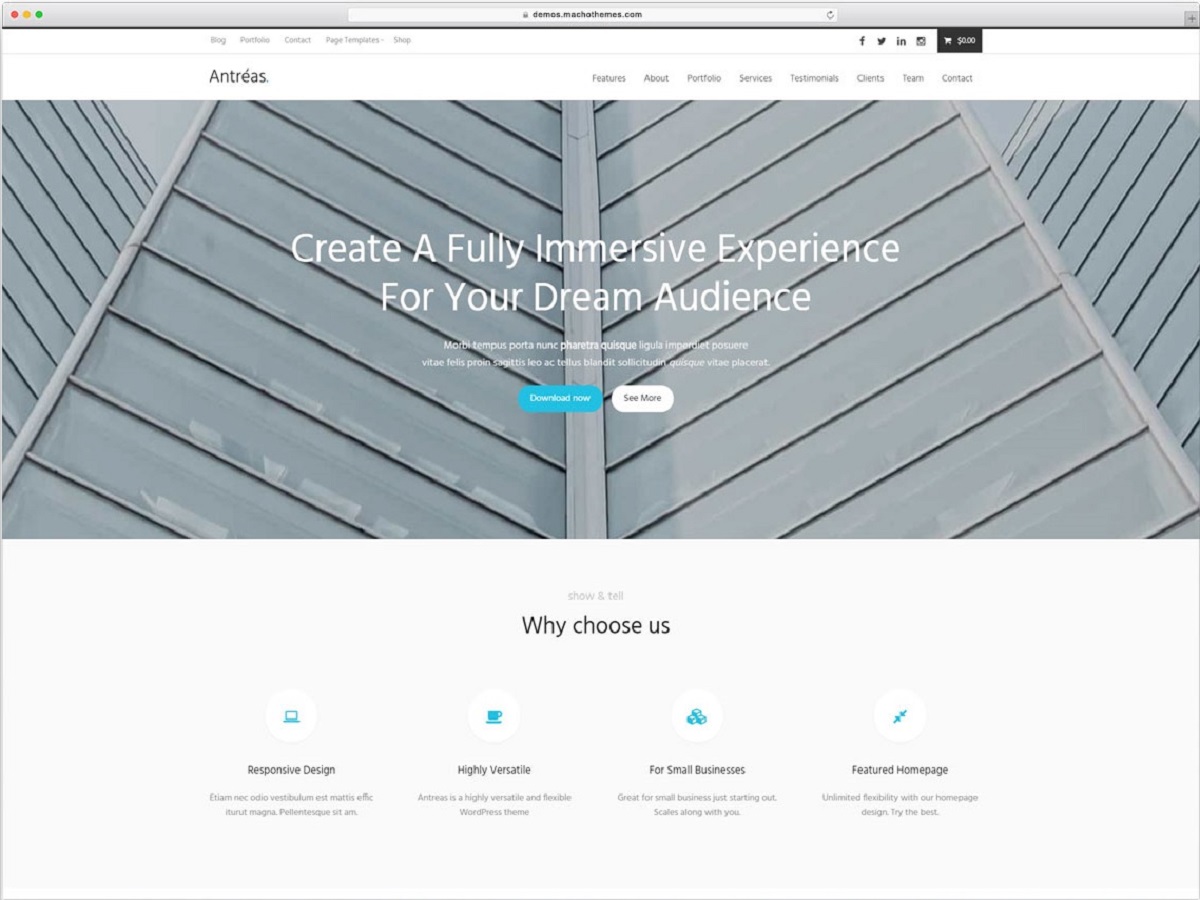 demos.machothemes.com
Blog Portfolio Contact Page Templates Shop
$0.00
Antréas.
Features About Portfolio Services Testimonials Clients Team Contact
Create A Fully Immersive Experience
For Your Dream Audience
Morbi tempus porta nunc pharetra quisque ligula imperdiet posuere
vitae felis proin sagittis leo ac tellus blandit sollicitudin quisque vitae placerat.
Download now See More
show & tell
Why choose us
Responsive Design
Etiam nec odio vestibulum est mattis effic
iturut magna. Pellentesque sit am.
Highly Versatile
Antreas is a highly versatile and flexible
WordPress theme
For Small Businesses
Great for small business just starting out.
Scales along with you.
Featured Homepage
Unlimited flexibility with our homepage
design. Try the best.